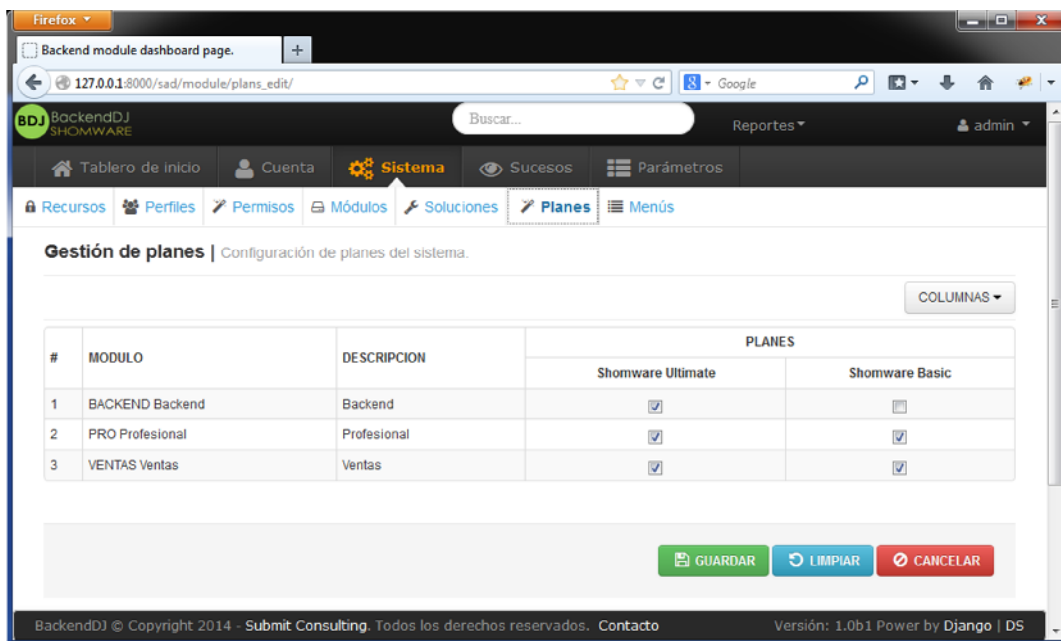 Firefox
Backend module dashboard page.
127.0.0.1:8000/sad/module/plans_edit/
Google
BDJ BackendDJ
SHOMWARE
Buscar...
Reportes
admin
Tablero de inicio Cuenta Sistema Sucesos Parámetros
Recursos Perfiles Permisos Módulos Soluciones Planes Menús
Gestión de planes | Configuración de planes del sistema.
COLUMNAS
# MODULO DESCRIPCION PLANES
Shomware Ultimate Shomware Basic
1 BACKEND Backend Backend
2 PRO Profesional Profesional
3 VENTAS Ventas Ventas
GUARDAR LIMPIAR CANCELAR
BackendDJ © Copyright 2014 - Submit Consulting. Todos los derechos reservados. Contacto Versión: 1.0b1 Power by Django | DS